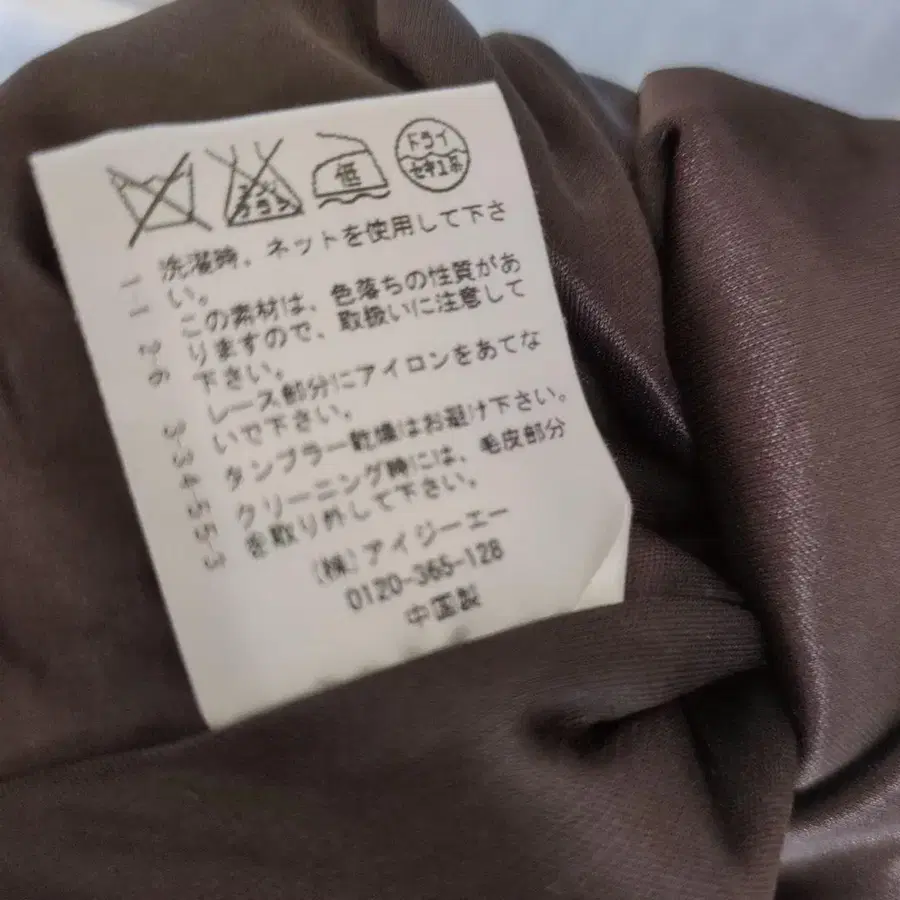 エンソ
低
ドライ
セキユ系
洗濯時、ネットを使用して下さ
い。
この素材は、色落ちの性質があ
りますので、取扱いに注意して
下さい。
レース部分にアイロンをあてな
いで下さい。
タンブラー乾燥はお避け下さい。
クリーニング時には、毛皮部分
を取り外して下さい。
(株)アイジーエー
0120-365-128
中国製